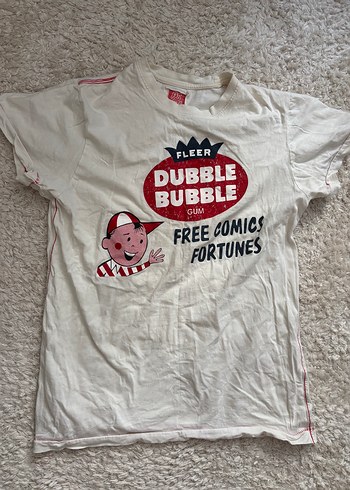 FLEER
DUBBLE
BUBBLE
GUM
FREE COMICS
FORTUNES